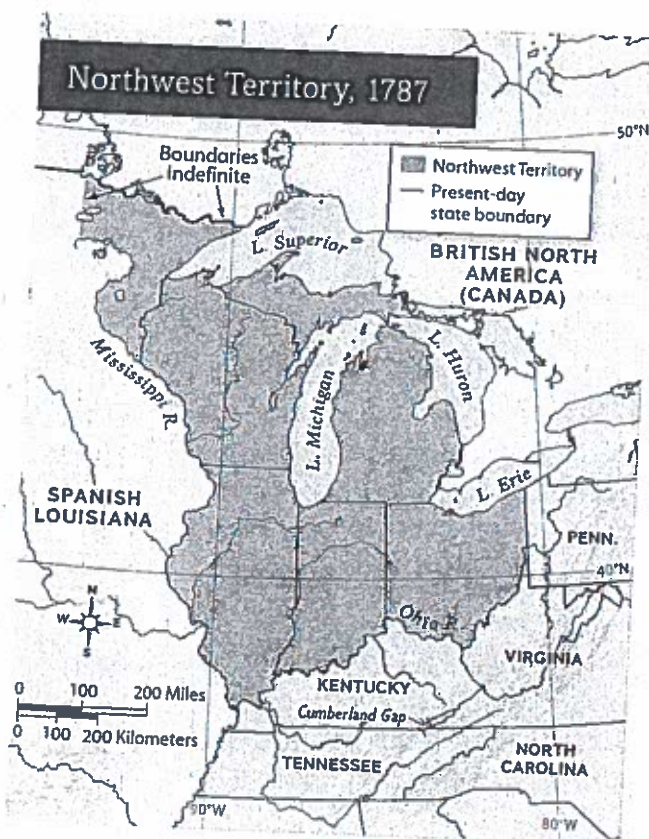 Northwest Territory, 1787
50°N
Boundaries
Indefinite
Northwest Territory
Present-day
state boundary
L. Superior
BRITISH NORTH
AMERICA
(CANADA)
Mississippi R.
L. Michigan
L. Huron
L. Erie
SPANISH
LOUISIANA
PENN.
40°N
N
W E
S
Ohio R.
VIRGINIA
0 100 200 Miles
0 100 200 Kilometers
KENTUCKY
Cumberland Gap
TENNESSEE
NORTH
CAROLINA
90°W
80°W